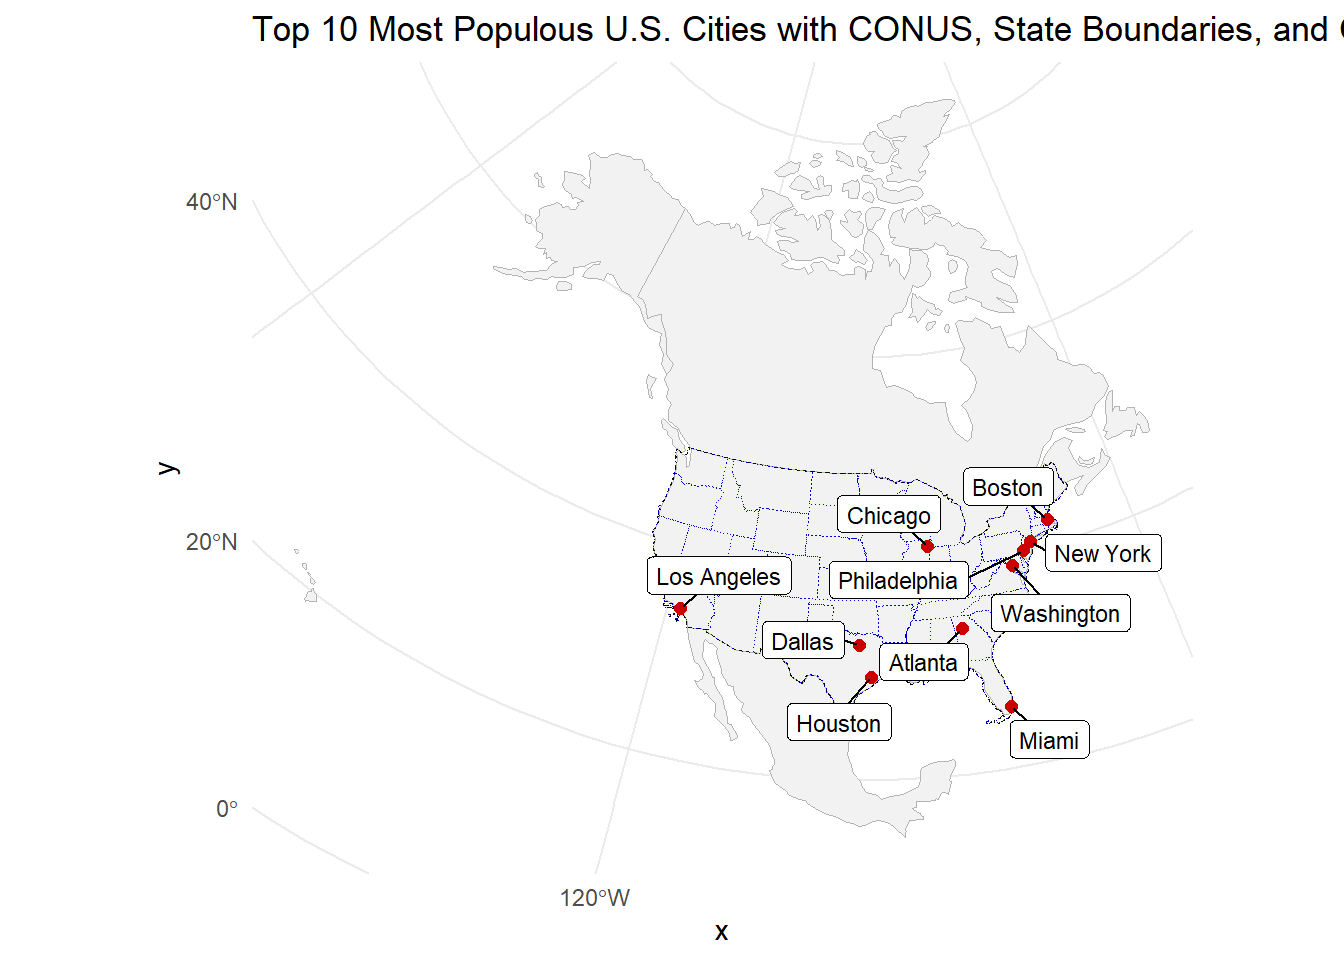 Top 10 Most Populous U.S. Cities with CONUS, State Boundaries, and
40°N
20°N
0°
y
Boston
Chicago
New York
Los Angeles
Philadelphia
Washington
Dallas
Atlanta
Houston
Miami
120°W
x